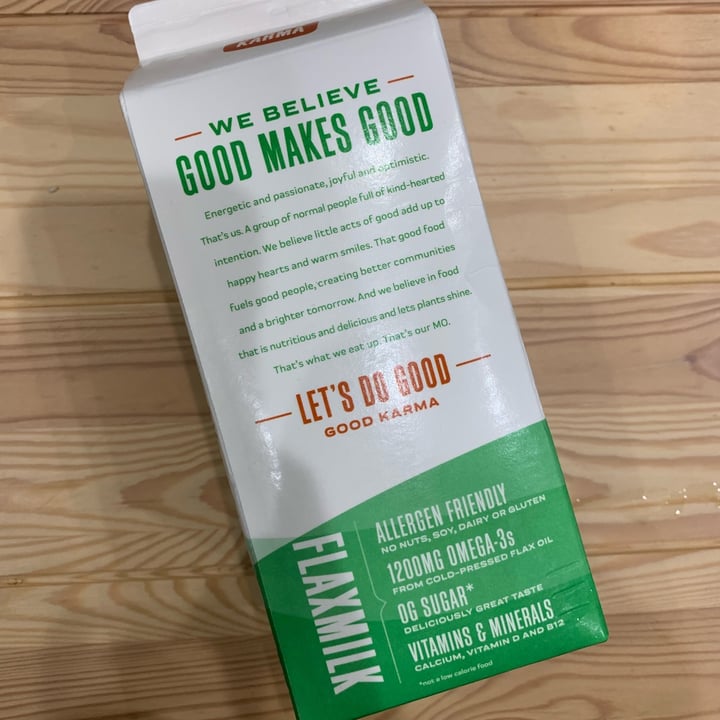 KARMA
WE BELIEVE
GOOD MAKES GOOD
Energetic and passionate, joyful and optimistic.
That's us. A group of normal people full of kind-hearted
intention. We believe little acts of good add up to
happy hearts and warm smiles. That good food
fuels good people, creating better communities
and a brighter tomorrow. And we believe in food
that is nutritious and delicious and lets plants shine.
That's what we eat up. That's our MO.
LET'S DO GOOD
GOOD KARMA
FLAXMILK
ALLERGEN FRIENDLY
NO NUTS, SOY, DAIRY OR GLUTEN
1200MG OMEGA-3s
FROM COLD-PRESSED FLAX OIL
0G SUGAR*
DELICIOUSLY GREAT TASTE
VITAMINS & MINERALS
CALCIUM, VITAMIN D AND B12
*not a low calorie food